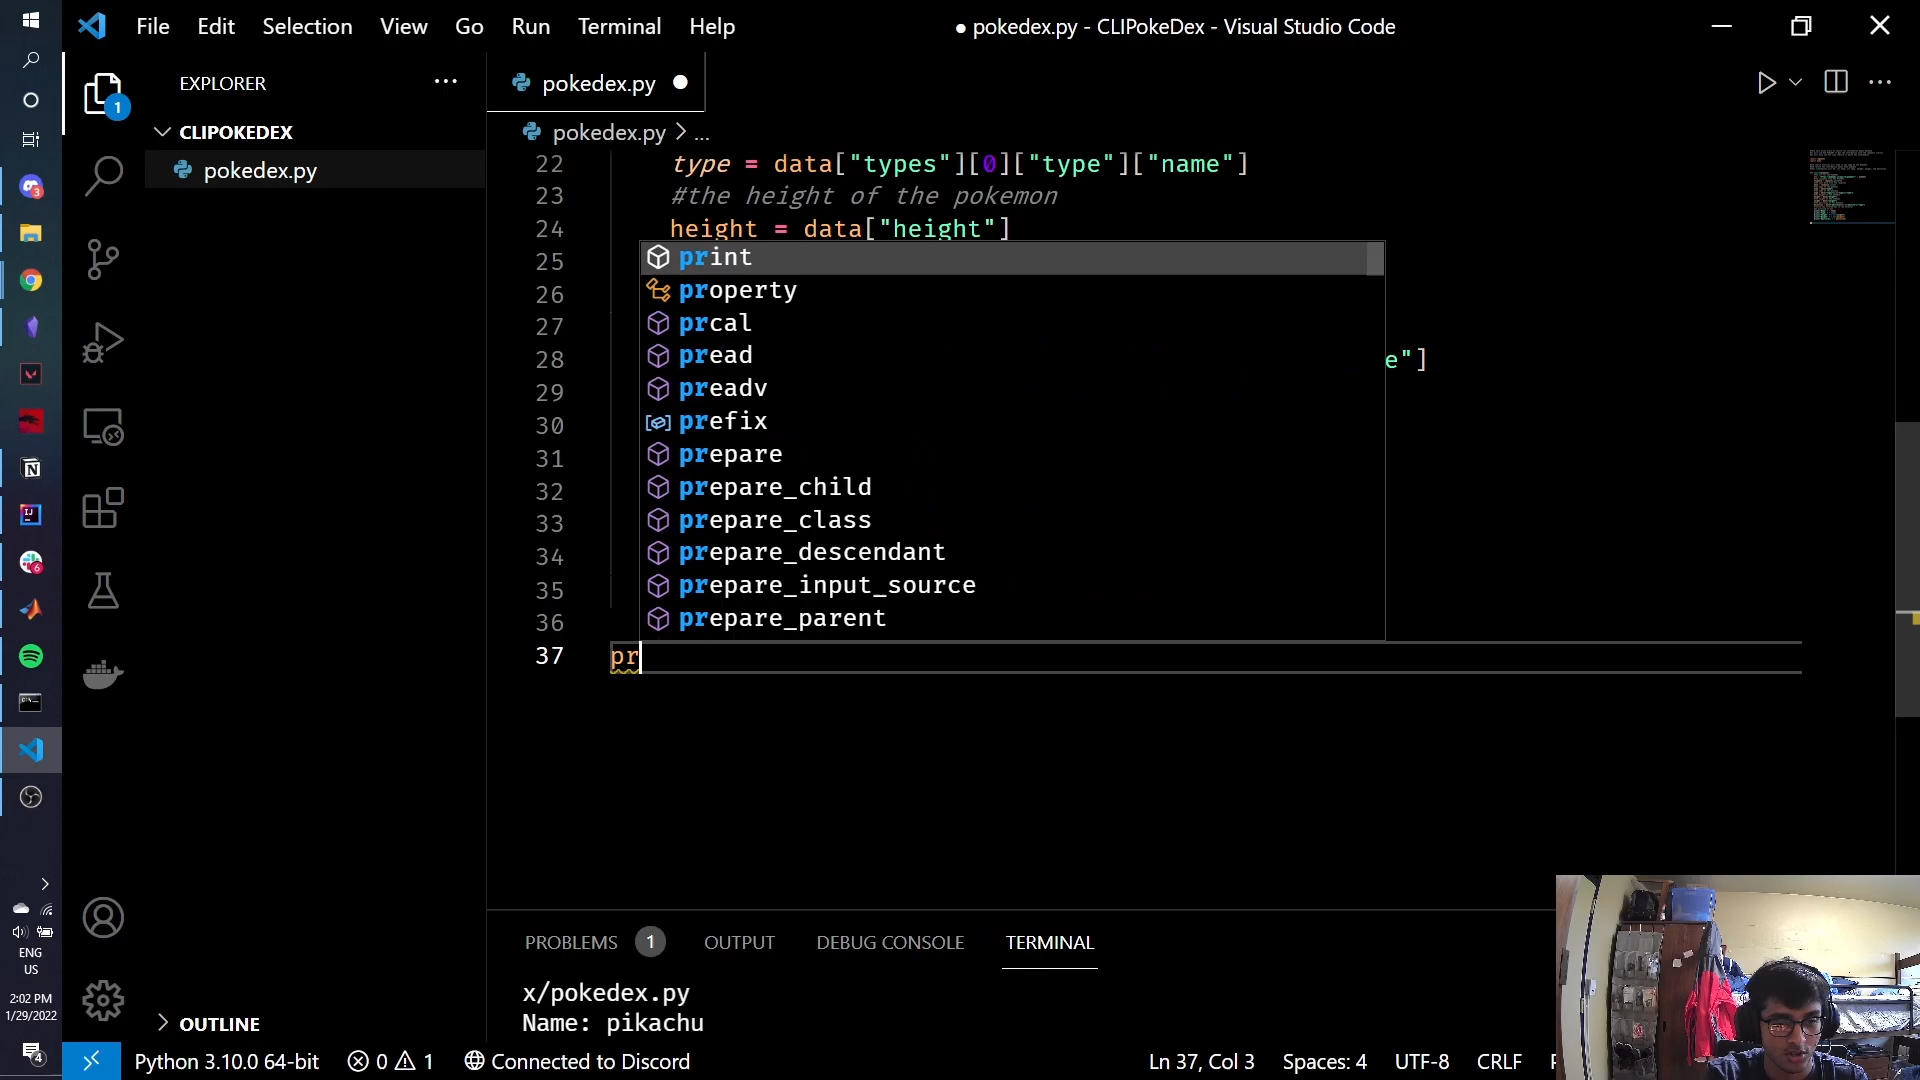 File Edit Selection View Go Run Terminal Help
● pokedex.py - CLIPokeDex - Visual Studio Code
EXPLORER
CLIPOKEDEX
pokedex.py
pokedex.py
pokedex.py > ...
22 type = data["types"][0]["type"]["name"]
23 #the height of the pokemon
24 height = data["height"]
25
26
27
28 e"]
29
30
31
32
33
34
35
36
37 pr
print
property
prcal
pread
preadv
prefix
prepare
prepare_child
prepare_class
prepare_descendant
prepare_input_source
prepare_parent
1
PROBLEMS 1 OUTPUT DEBUG CONSOLE TERMINAL
x/pokedex.py
Name: pikachu
OUTLINE
ENG
US
2:02 PM
1/29/2022
Python 3.10.0 64-bit 0 1 Connected to Discord
Ln 37, Col 3 Spaces: 4 UTF-8 CRLF